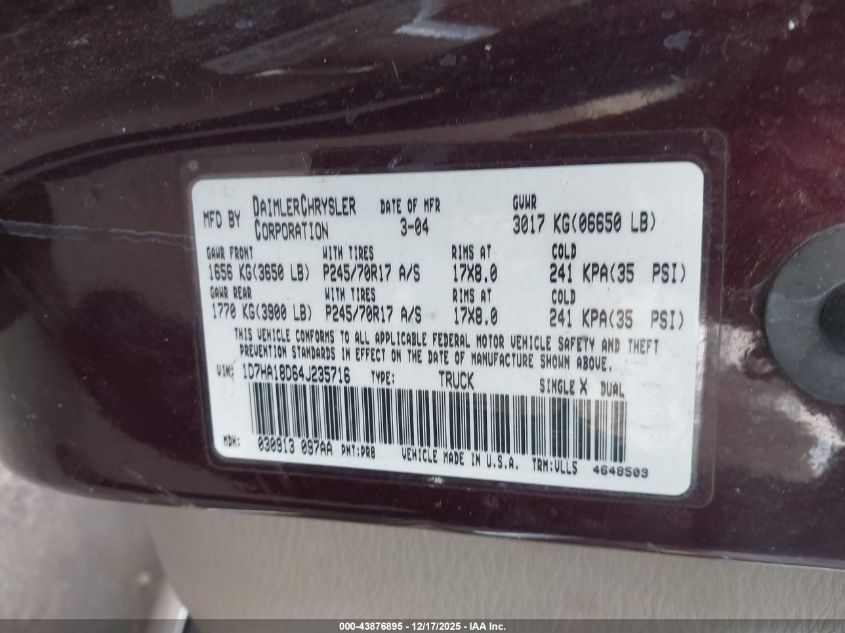 MFD BY DAIMLERCHRYSLER CORPORATION DATE OF MFR 3-04 GVWR 3017 KG(06650 LB)
GAWR FRONT WITH TIRES RIMS AT COLD
1656 KG(3650 LB) P245/70R17 A/S 17X8.0 241 KPA(35 PSI)
GAWR REAR WITH TIRES RIMS AT COLD
1770 KG(3900 LB) P245/70R17 A/S 17X8.0 241 KPA(35 PSI)
THIS VEHICLE CONFORMS TO ALL APPLICABLE FEDERAL MOTOR VEHICLE SAFETY AND THEFT
PREVENTION STANDARDS IN EFFECT ON THE DATE OF MANUFACTURE SHOWN ABOVE.
VIN: 1D7HA18D64J235716 TYPE: TRUCK SINGLE X DUAL
MDH: 030913 097AA PNT:PR8 VEHICLE MADE IN U.S.A. TRM:VLL5 4648503
000-43876895 - 12/17/2025 - IAA Inc.